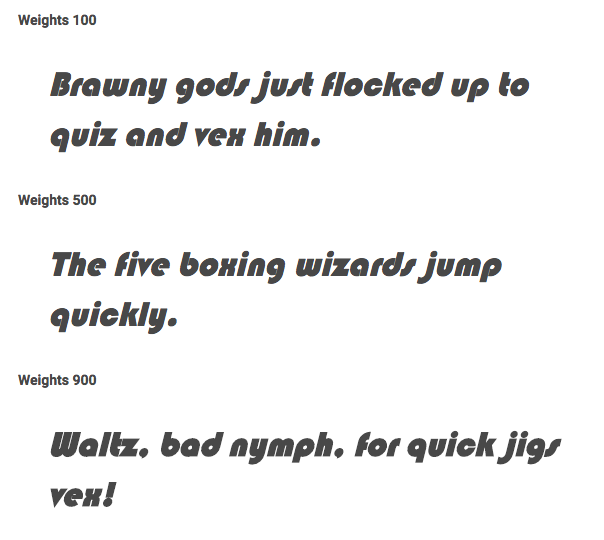 Weights 100
Brawny gods just flocked up to
quiz and vex him.
Weights 500
The five boxing wizards jump
quickly.
Weights 900
Waltz, bad nymph, for quick jigs
vex!